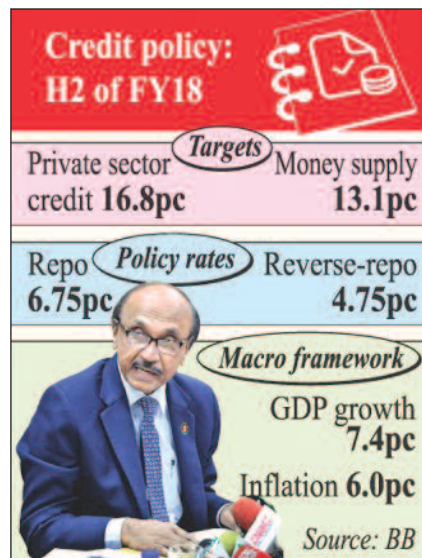 Credit policy:
H2 of FY18
Targets
Private sector
credit 16.8pc
Money supply
13.1pc
Policy rates
Repo
6.75pc
Reverse-repo
4.75pc
Macro framework
GDP growth
7.4pc
Inflation 6.0pc
Source: BB